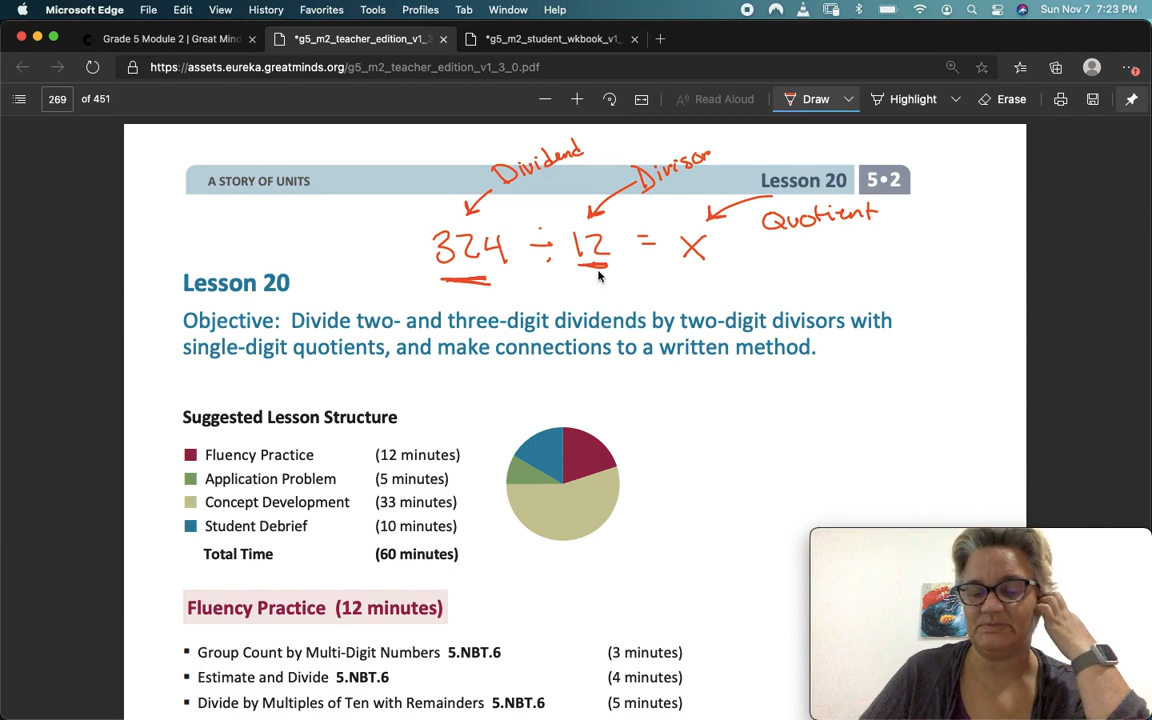 Microsoft Edge File Edit View History Favorites Tools Profiles Tab Window Help Sun Nov 7 7:23 PM
Grade 5 Module 2 | Great Mind *g5_m2_teacher_edition_v1_3_ *g5_m2_student_wkbook_v1_
https://assets.eureka.greatminds.org/g5_m2_teacher_edition_v1_3_0.pdf
269 of 451 Read Aloud Draw Highlight Erase
Dividend Divisor
A STORY OF UNITS Lesson 20 5•2
Quotient
324 ÷ 12 = x
Lesson 20
Objective: Divide two- and three-digit dividends by two-digit divisors with
single-digit quotients, and make connections to a written method.
Suggested Lesson Structure
Fluency Practice (12 minutes)
Application Problem (5 minutes)
Concept Development (33 minutes)
Student Debrief (10 minutes)
Total Time (60 minutes)
Fluency Practice (12 minutes)
▪ Group Count by Multi-Digit Numbers 5.NBT.6 (3 minutes)
▪ Estimate and Divide 5.NBT.6 (4 minutes)
▪ Divide by Multiples of Ten with Remainders 5.NBT.6 (5 minutes)